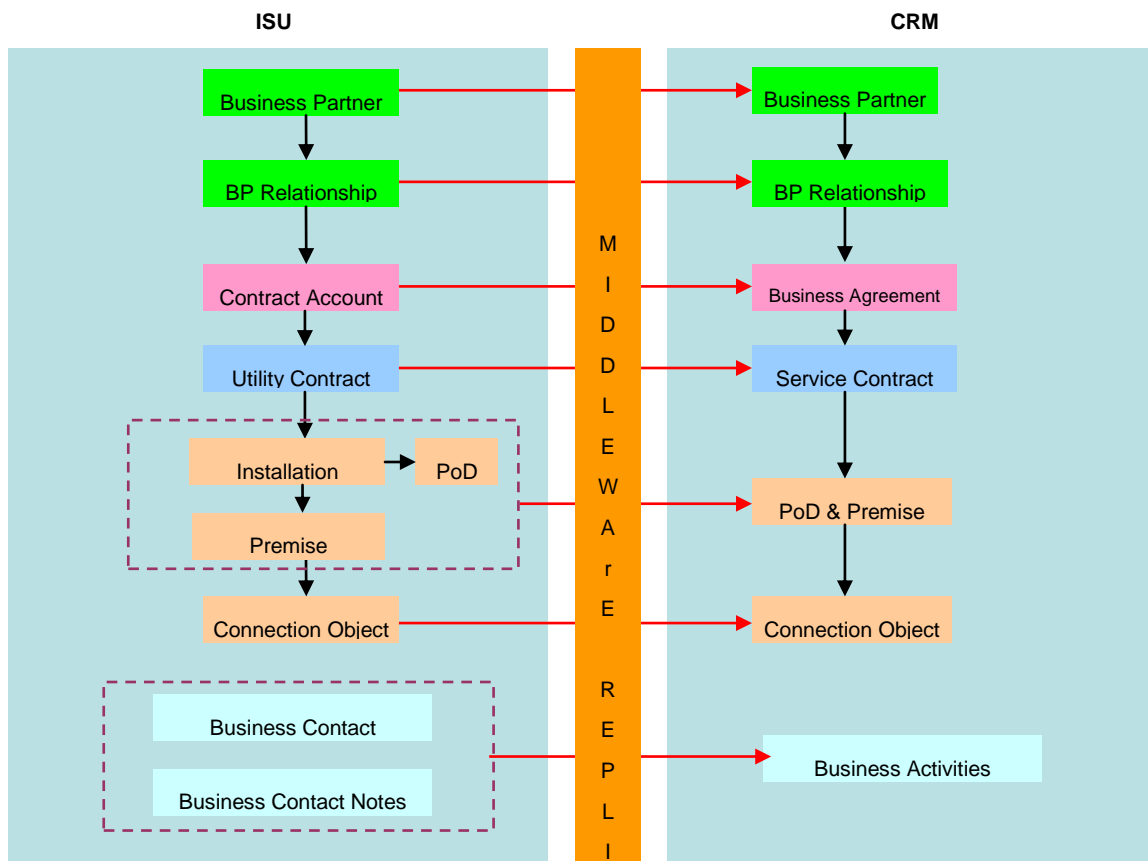 ISU
CRM
Business Partner
Business Partner
BP Relationship
BP Relationship
Contract Account
Business Agreement
Utility Contract
Service Contract
Installation
PoD
Premise
PoD & Premise
Connection Object
Connection Object
Business Contact
Business Contact Notes
Business Activities
M
I
D
D
L
E
W
A
r
E
R
E
P
L
I